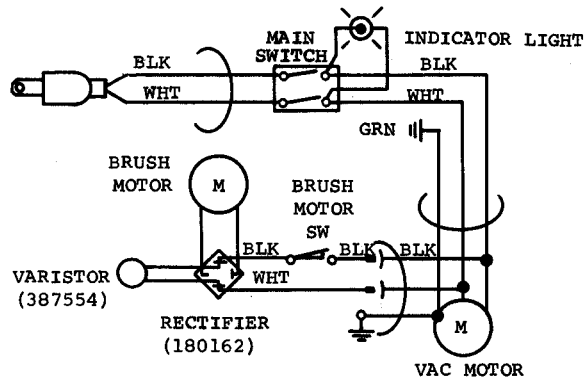 MAIN
SWITCH
INDICATOR LIGHT
BLK
BLK
WHT
WHT
GRN
BRUSH
MOTOR
M
BRUSH
MOTOR
SW
BLK
BLK
BLK
WHT
VARISTOR
(387554)
RECTIFIER
(180162)
M
VAC MOTOR